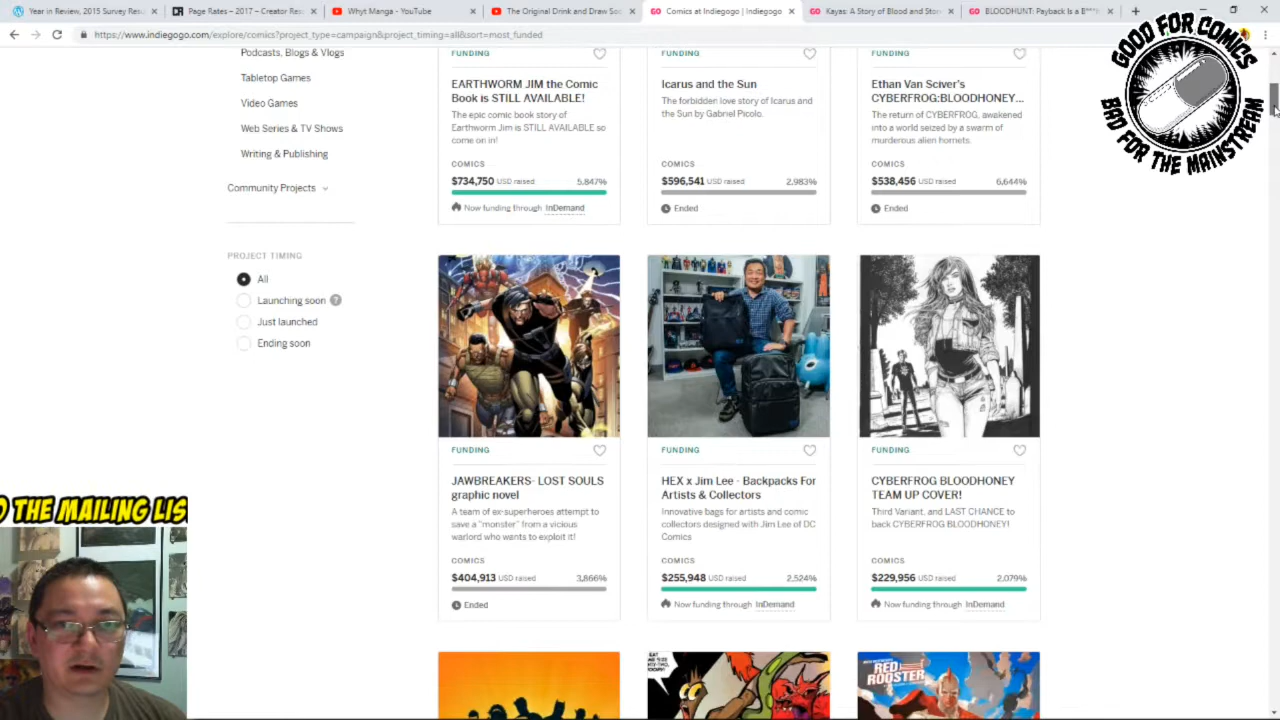 Year in Review, 2015 Survey Res
Page Rates – 2017 – Creator Res
Whyt Manga - YouTube
The Original Drink and Draw Soc
Comics at Indiegogo | Indiegogo
Kayas: A Story of Blood and Stor
BLOODHUNT: Payback Is a B**
https://www.indiegogo.com/explore/comics?project_type=campaign&project_timing=all&sort=most_funded
GOOD FOR COMICS
BAD FOR THE MAINSTREAM
Podcasts, Blogs & Vlogs
Tabletop Games
Video Games
Web Series & TV Shows
Writing & Publishing
Community Projects
PROJECT TIMING
All
Launching soon ?
Just launched
Ending soon
FUNDING
EARTHWORM JIM the Comic
Book is STILL AVAILABLE!
The epic comic book story of
Earthworm Jim is STILL AVAILABLE so
come on in!
COMICS
$734,750 USD raised 5,847%
Now funding through InDemand
FUNDING
Icarus and the Sun
The forbidden love story of Icarus and
the Sun by Gabriel Picolo.
COMICS
$596,541 USD raised 2,983%
Ended
FUNDING
Ethan Van Sciver's
CYBERFROG:BLOODHONEY...
The return of CYBERFROG, awakened
into a world seized by a swarm of
murderous alien hornets.
COMICS
$538,456 USD raised 6,644%
Ended
FUNDING
JAWBREAKERS- LOST SOULS
graphic novel
A team of ex-superheroes attempt to
save a "monster" from a vicious
warlord who wants to exploit it!
COMICS
$404,913 USD raised 3,866%
Ended
FUNDING
HEX x Jim Lee - Backpacks For
Artists & Collectors
Innovative bags for artists and comic
collectors designed with Jim Lee of DC
Comics
COMICS
$255,948 USD raised 2,524%
Now funding through InDemand
FUNDING
CYBERFROG BLOODHONEY
TEAM UP COVER!
Third Variant, and LAST CHANCE to
back CYBERFROG BLOODHONEY!
COMICS
$229,956 USD raised 2,079%
Now funding through InDemand
RED
ROOSTER
O THE MAILING LIS